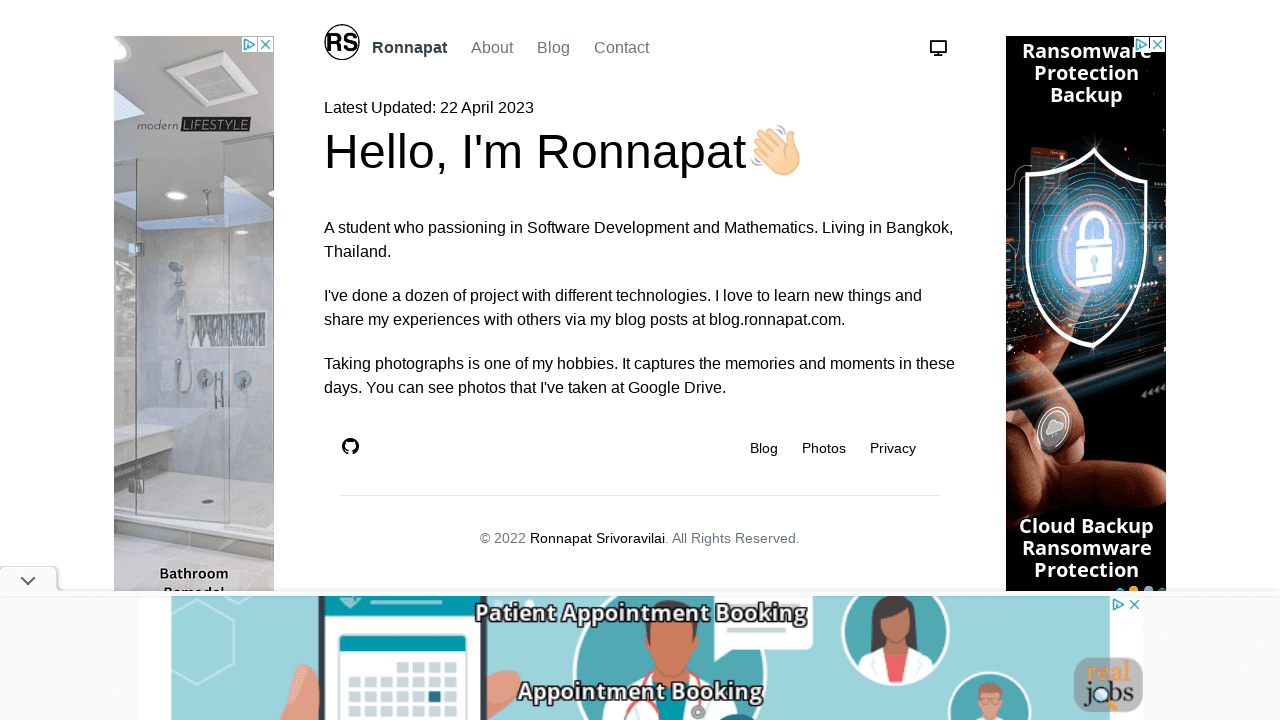 RS
Ronnapat
About
Blog
Contact
Latest Updated: 22 April 2023
Hello, I'm Ronnapat👋🏻
A student who passioning in Software Development and Mathematics. Living in Bangkok,
Thailand.
I've done a dozen of project with different technologies. I love to learn new things and
share my experiences with others via my blog posts at blog.ronnapat.com.
Taking photographs is one of my hobbies. It captures the memories and moments in these
days. You can see photos that I've taken at Google Drive.
Blog
Photos
Privacy
© 2022 Ronnapat Srivoravilai. All Rights Reserved.
modern LIFESTYLE
Bathroom
Remodel
Ransomware
Protection
Backup
Cloud Backup
Ransomware
Protection
Patient Appointment Booking
Appointment Booking
real
jobs